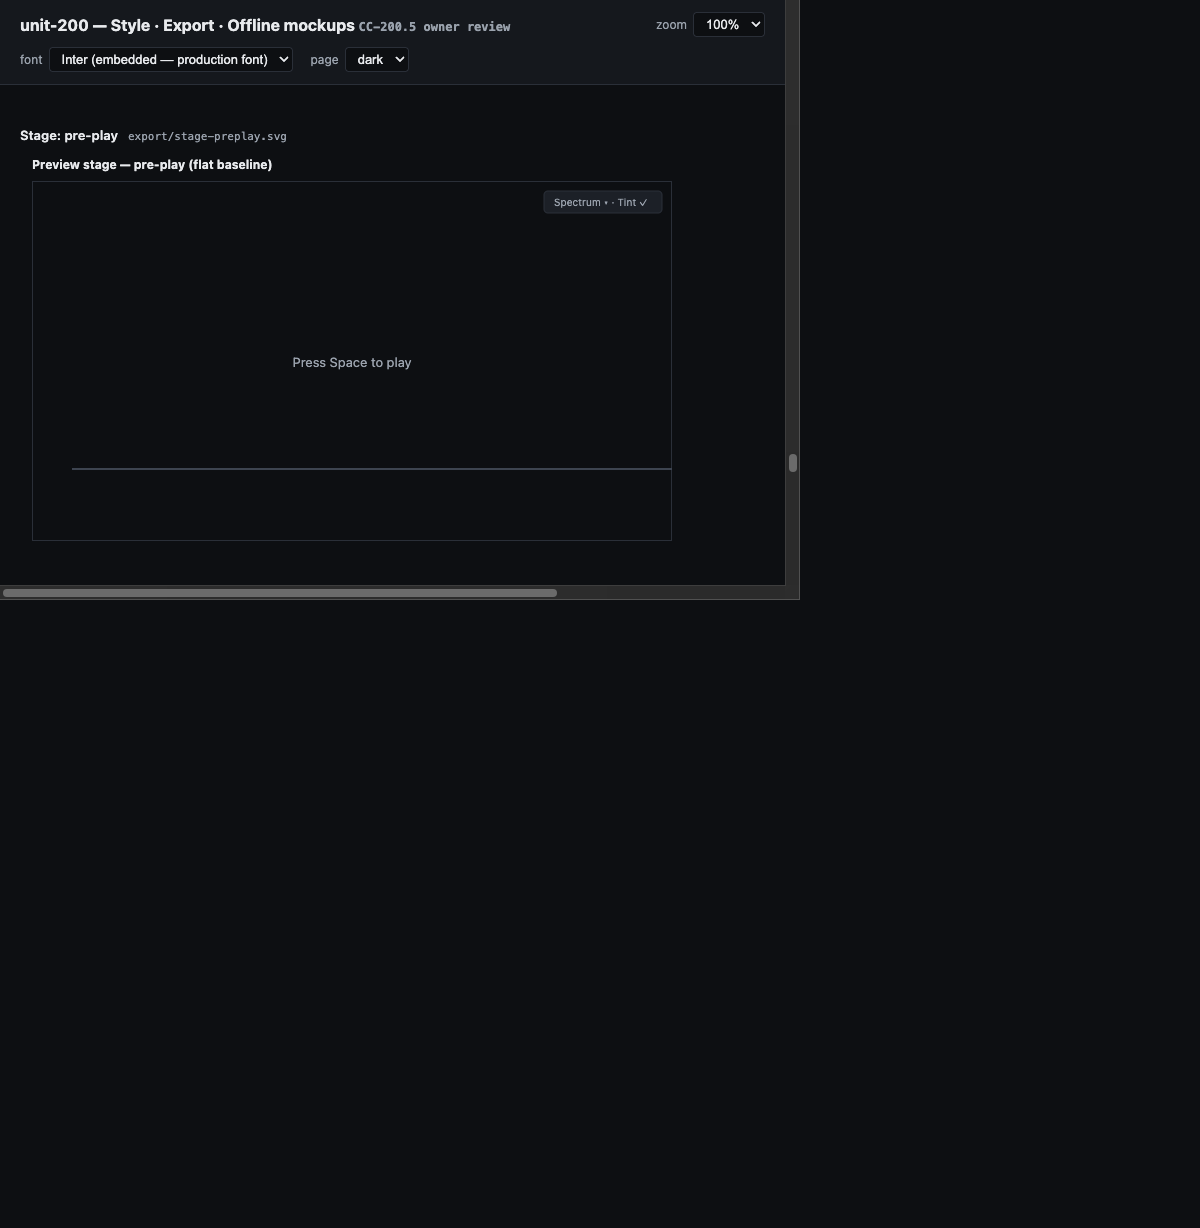 unit-200 — Style · Export · Offline mockups CC-200.5 owner review
zoom 100%
font Inter (embedded — production font) page dark
Stage: pre-play export/stage-preplay.svg
Preview stage — pre-play (flat baseline)
Spectrum ▾ · Tint ✓
Press Space to play